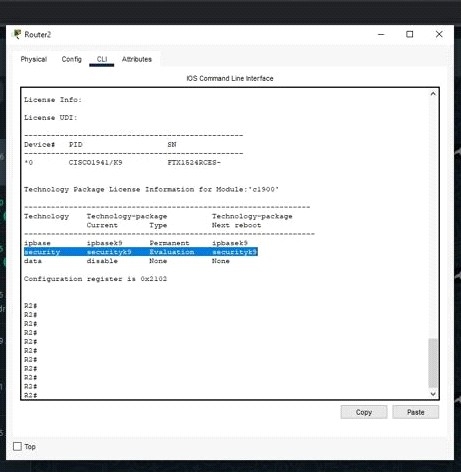 Router2
Physical Config CLI Attributes
IOS Command Line Interface
License Info:
License UDI:
-------------------------------------------------
Device# PID SN
-------------------------------------------------
*0 CISCO1941/K9 FTX1524RCES-
Technology Package License Information for Module:'c1900'
----------------------------------------------------------------
Technology Technology-package Technology-package
Current Type Next reboot
-----------------------------------------------------------------
ipbase ipbasek9 Permanent ipbasek9
security securityk9 Evaluation securityk9
data disable None None
Configuration register is 0x2102
R2#
R2#
R2#
R2#
R2#
R2#
R2#
R2#
R2#
R2#
R2#
Copy Paste
Top